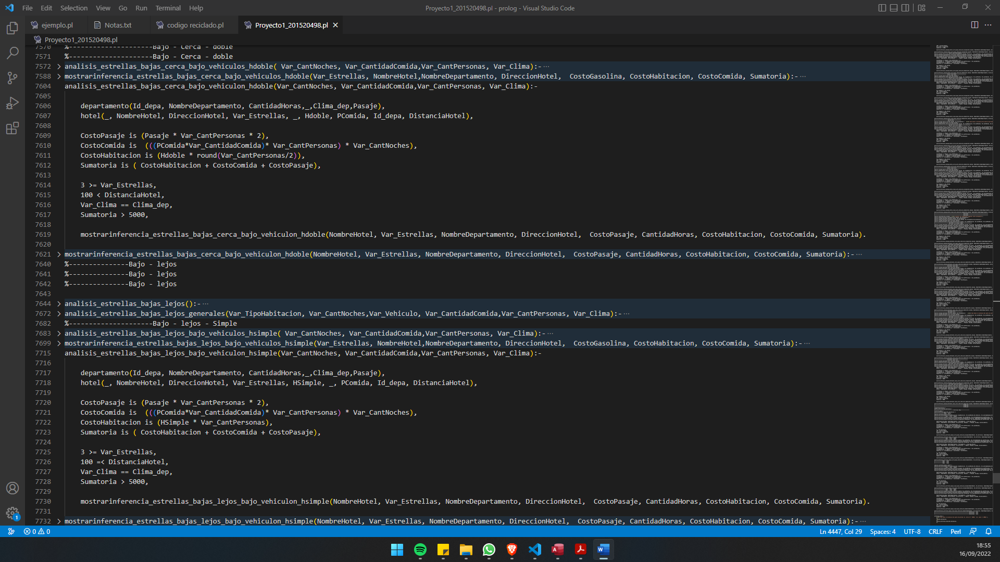 File Edit Selection View Go Run Terminal Help
Proyecto1_201520498.pl - prolog - Visual Studio Code
ejemplo.pl Notas.txt codigo reciclado.pl Proyecto1_201520498.pl
Proyecto1_201520498.pl
7570 %---------------------Bajo - Cerca - doble
7571 %---------------------Bajo - Cerca - doble
7572 analisis_estrellas_bajas_cerca_bajo_vehiculos_hdoble( Var_CantNoches, Var_CantidadComida,Var_CantPersonas, Var_Clima):- ···
7588 mostrarinferencia_estrellas_bajas_cerca_bajo_vehiculos_hdoble(Var_Estrellas, NombreHotel,NombreDepartamento, DireccionHotel,  CostoGasolina, CostoHabitacion, CostoComida, Sumatoria):- ···
7604 analisis_estrellas_bajas_cerca_bajo_vehiculon_hdoble(Var_CantNoches, Var_CantidadComida,Var_CantPersonas, Var_Clima):-
7605
7606 departamento(Id_depa, NombreDepartamento, CantidadHoras,_,Clima_dep,Pasaje),
7607 hotel(_, NombreHotel, DireccionHotel, Var_Estrellas, _, Hdoble, PComida, Id_depa, DistanciaHotel),
7608
7609 CostoPasaje is (Pasaje * Var_CantPersonas * 2),
7610 CostoComida is  (((PComida*Var_CantidadComida)* Var_CantPersonas) * Var_CantNoches),
7611 CostoHabitacion is (Hdoble * round(Var_CantPersonas/2)),
7612 Sumatoria is ( CostoHabitacion + CostoComida + CostoPasaje),
7613
7614 3 >= Var_Estrellas,
7615 100 < DistanciaHotel,
7616 Var_Clima == Clima_dep,
7617 Sumatoria > 5000,
7618
7619 mostrarinferencia_estrellas_bajas_cerca_bajo_vehiculon_hdoble(NombreHotel, Var_Estrellas, NombreDepartamento, DireccionHotel,  CostoPasaje, CantidadHoras, CostoHabitacion, CostoComida, Sumatoria).
7620
7621 mostrarinferencia_estrellas_bajas_cerca_bajo_vehiculon_hdoble(NombreHotel, Var_Estrellas, NombreDepartamento, DireccionHotel,  CostoPasaje, CantidadHoras, CostoHabitacion, CostoComida, Sumatoria):- ···
7640 %---------------Bajo - lejos
7641 %---------------Bajo - lejos
7642 %---------------Bajo - lejos
7643
7644 analisis_estrellas_bajas_lejos():- ···
7672 analisis_estrellas_bajas_lejos_generales(Var_TipoHabitacion, Var_CantNoches,Var_Vehiculo, Var_CantidadComida,Var_CantPersonas, Var_Clima):- ···
7682 %---------------------Bajo - lejos - Simple
7683 analisis_estrellas_bajas_lejos_bajo_vehiculos_hsimple( Var_CantNoches, Var_CantidadComida,Var_CantPersonas, Var_Clima):- ···
7699 mostrarinferencia_estrellas_bajas_lejos_bajo_vehiculos_hsimple(Var_Estrellas, NombreHotel,NombreDepartamento, DireccionHotel,  CostoGasolina, CostoHabitacion, CostoComida, Sumatoria):- ···
7715 analisis_estrellas_bajas_lejos_bajo_vehiculon_hsimple(Var_CantNoches, Var_CantidadComida,Var_CantPersonas, Var_Clima):-
7716
7717 departamento(Id_depa, NombreDepartamento, CantidadHoras,_,Clima_dep,Pasaje),
7718 hotel(_, NombreHotel, DireccionHotel, Var_Estrellas, HSimple, _, PComida, Id_depa, DistanciaHotel),
7719
7720 CostoPasaje is (Pasaje * Var_CantPersonas * 2),
7721 CostoComida is  (((PComida*Var_CantidadComida)* Var_CantPersonas) * Var_CantNoches),
7722 CostoHabitacion is (HSimple * Var_CantPersonas),
7723 Sumatoria is ( CostoHabitacion + CostoComida + CostoPasaje),
7724
7725 3 >= Var_Estrellas,
7726 100 =< DistanciaHotel,
7727 Var_Clima == Clima_dep,
7728 Sumatoria > 5000,
7729
7730 mostrarinferencia_estrellas_bajas_lejos_bajo_vehiculon_hsimple(NombreHotel, Var_Estrellas, NombreDepartamento, DireccionHotel,  CostoPasaje, CantidadHoras, CostoHabitacion, CostoComida, Sumatoria).
7731
7732 mostrarinferencia_estrellas_bajas_lejos_bajo_vehiculon_hsimple(NombreHotel, Var_Estrellas, NombreDepartamento, DireccionHotel,  CostoPasaje, CantidadHoras, CostoHabitacion, CostoComida, Sumatoria):- ···
1
0 0 Ln 4447, Col 29 Spaces: 4 UTF-8 CRLF Perl
18:55
16/09/2022